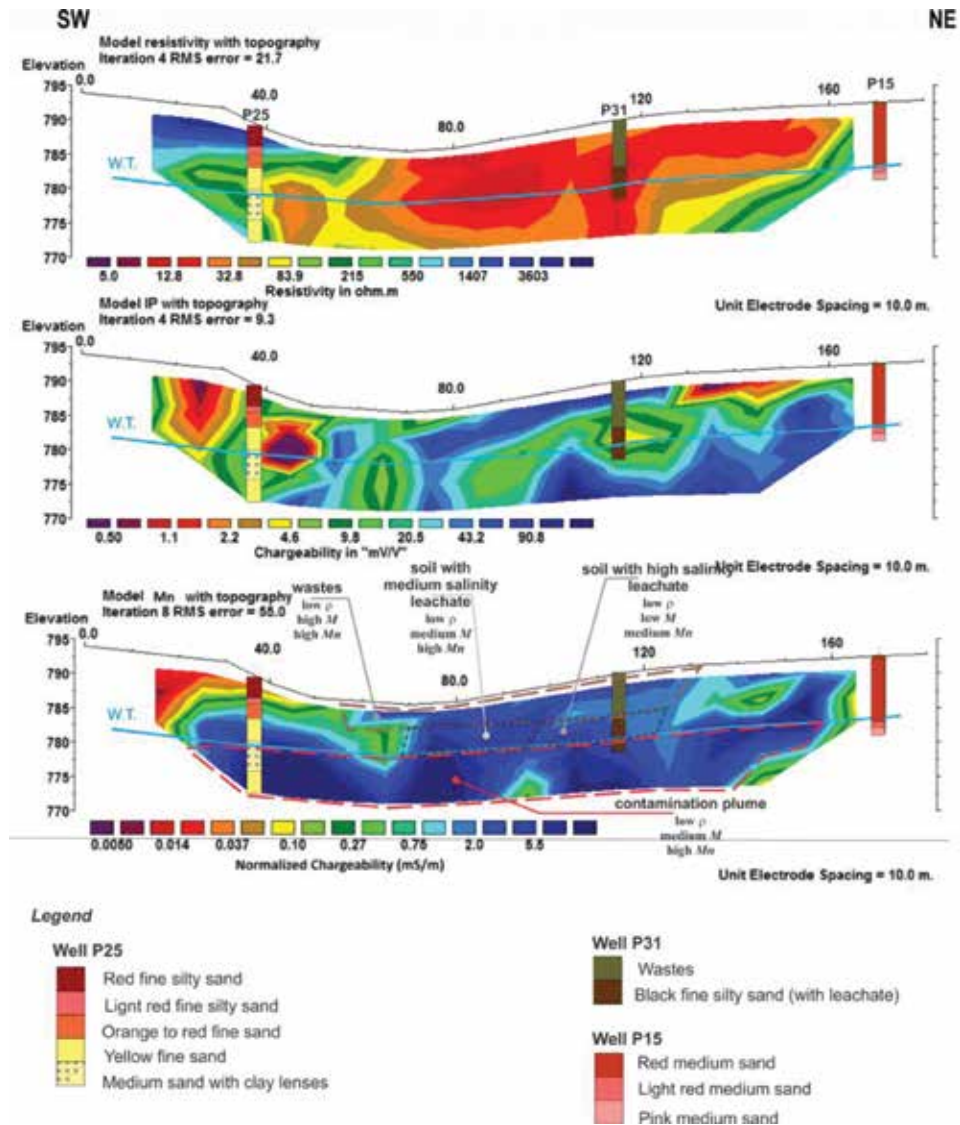 SW
NE
Model resistivity with topography
Iteration 4 RMS error = 21.7
Elevation
0.0
P15
795
790
785
780
775
770
40.0
P25
80.0
P31
120
160
W.T.
5.0 12.8 32.8 83.9 215 550 1407 3603
Resistivity in ohm.m
Unit Electrode Spacing = 10.0 m.
Model IP with topography
Iteration 4 RMS error = 9.3
Elevation
0.0
795
790
785
780
775
770
40.0
80.0
120
160
W.T.
0.50 1.1 2.2 4.6 9.8 20.5 43.2 90.8
Chargeability in "mV/V"
Unit Electrode Spacing = 10.0 m.
Model Mn with topography
Iteration 8 RMS error = 55.0
Elevation
0.0
795
790
785
780
775
770
40.0
80.0
120
160
W.T.
wastes
low ρ
high M
high Mn
soil with
medium salinity
leachate
low ρ
medium M
high Mn
soil with high salinity
leachate
low ρ
low M
medium Mn
contamination plume
low ρ
medium M
high Mn
0.0050 0.014 0.037 0.10 0.27 0.75 2.0 5.5
Normalized Chargeability (mS/m)
Unit Electrode Spacing = 10.0 m.
Legend
Well P25
Red fine silty sand
Lignt red fine silty sand
Orange to red fine sand
Yellow fine sand
Medium sand with clay lenses
Well P31
Wastes
Black fine silty sand (with leachate)
Well P15
Red medium sand
Light red medium sand
Pink medium sand